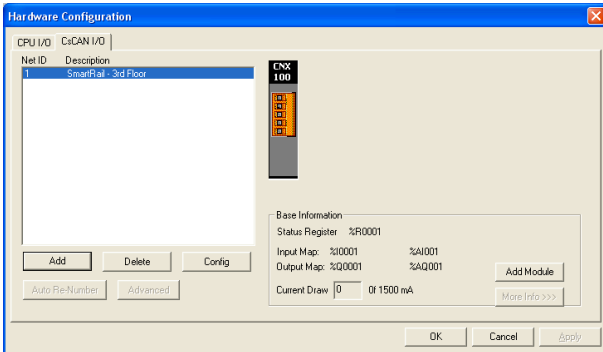 Hardware Configuration
CPU I/O CsCAN I/O
Net ID Description
1 SmartRail - 3rd Floor
CNX
100
Base Information
Status Register %R0001
Input Map: %I0001 %AI001
Output Map: %Q0001 %AQ001
Current Draw 0 0f 1500 mA
Add Module
More Info >>>
Add Delete Config
Auto Re-Number Advanced
OK Cancel Apply